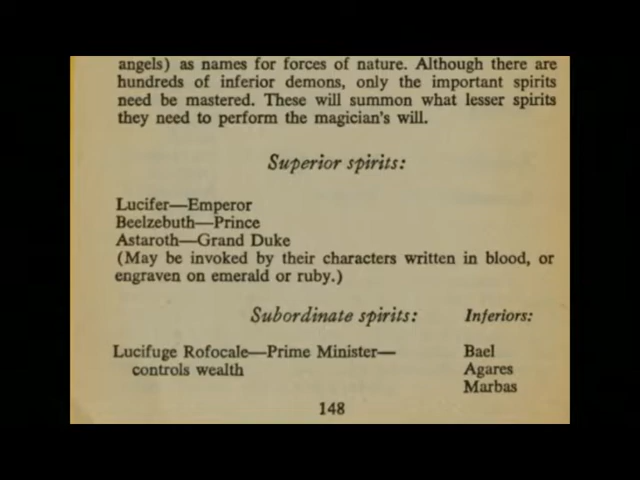 angels) as names for forces of nature. Although there are
hundreds of inferior demons, only the important spirits
need be mastered. These will summon what lesser spirits
they need to perform the magician's will.
Superior spirits:
Lucifer—Emperor
Beelzebuth—Prince
Astaroth—Grand Duke
(May be invoked by their characters written in blood, or
engraven on emerald or ruby.)
Subordinate spirits: Inferiors:
Lucifuge Rofocale—Prime Minister— Bael
controls wealth Agares
Marbas
148